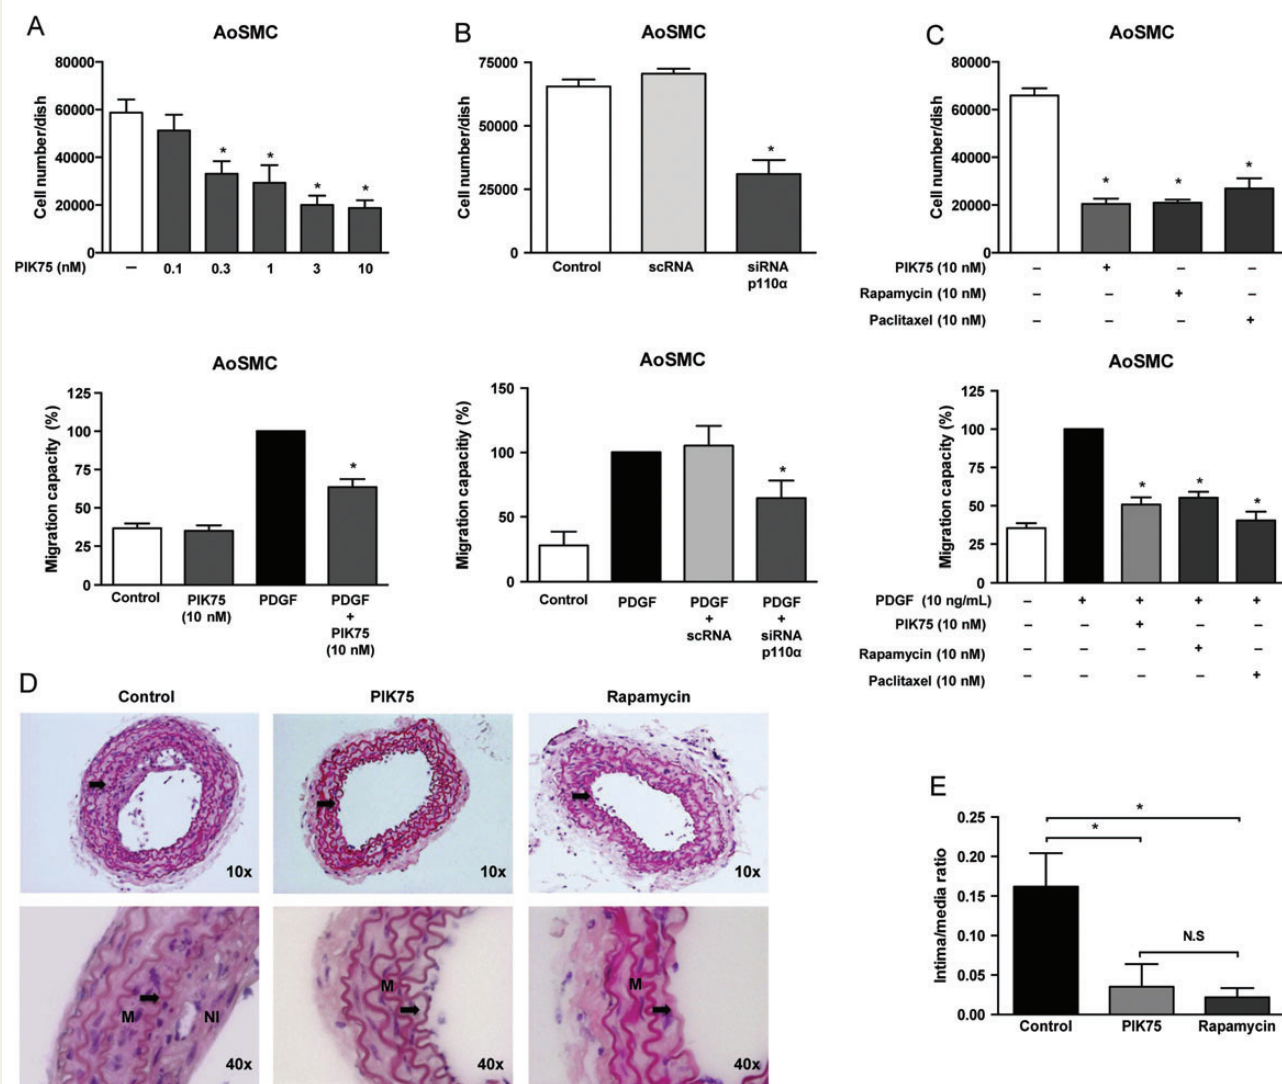 A
AoSMC
Cell number/dish
80000
60000
40000
20000
0
* * * *
PIK75 (nM) – 0.1 0.3 1 3 10
AoSMC
Migration capacity (%)
125
100
75
50
25
0
*
Control PIK75 PDGF PDGF
(10 nM) +
PIK75
(10 nM)
B
AoSMC
Cell number/dish
75000
50000
25000
0
*
Control scRNA siRNA
p110α
AoSMC
Migration capacitiy (%)
150
100
50
0
*
Control PDGF PDGF PDGF
+ +
scRNA siRNA
p110α
C
AoSMC
Cell number/dish
80000
60000
40000
20000
0
* * *
PIK75 (10 nM) – + – –
Rapamycin (10 nM) – – + –
Paclitaxel (10 nM) – – – +
AoSMC
Migration capacity (%)
125
100
75
50
25
0
* * *
PDGF (10 ng/mL) – + + + +
PIK75 (10 nM) – – + – –
Rapamycin (10 nM) – – – + –
Paclitaxel (10 nM) – – – – +
D
Control PIK75 Rapamycin
10x 10x 10x
M NI 40x
M 40x
M 40x
E
Intima/media ratio
0.25
0.20
0.15
0.10
0.05
0.00
*
*
N.S
Control PIK75 Rapamycin